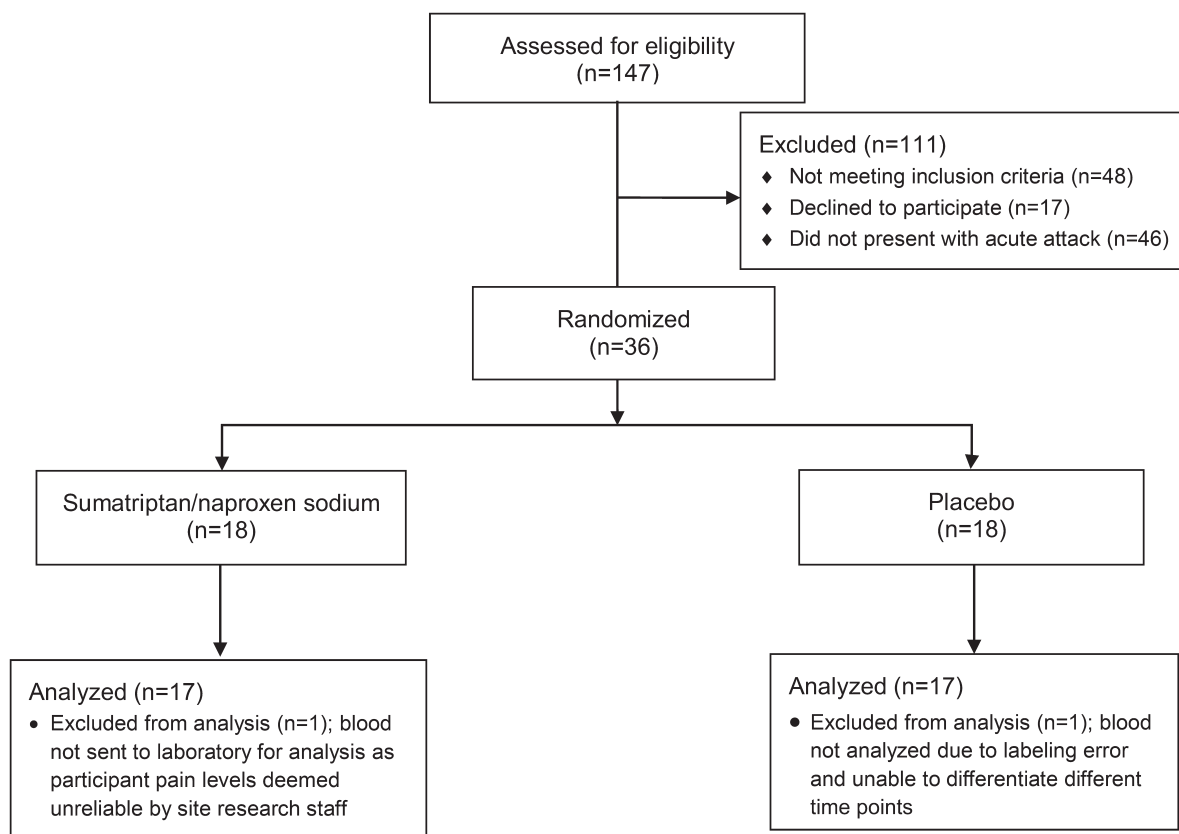 Assessed for eligibility
(n=147)
Excluded (n=111)
♦ Not meeting inclusion criteria (n=48)
♦ Declined to participate (n=17)
♦ Did not present with acute attack (n=46)
Randomized
(n=36)
Sumatriptan/naproxen sodium
(n=18)
Placebo
(n=18)
Analyzed (n=17)
• Excluded from analysis (n=1); blood
not sent to laboratory for analysis as
participant pain levels deemed
unreliable by site research staff
Analyzed (n=17)
• Excluded from analysis (n=1); blood
not analyzed due to labeling error
and unable to differentiate different
time points